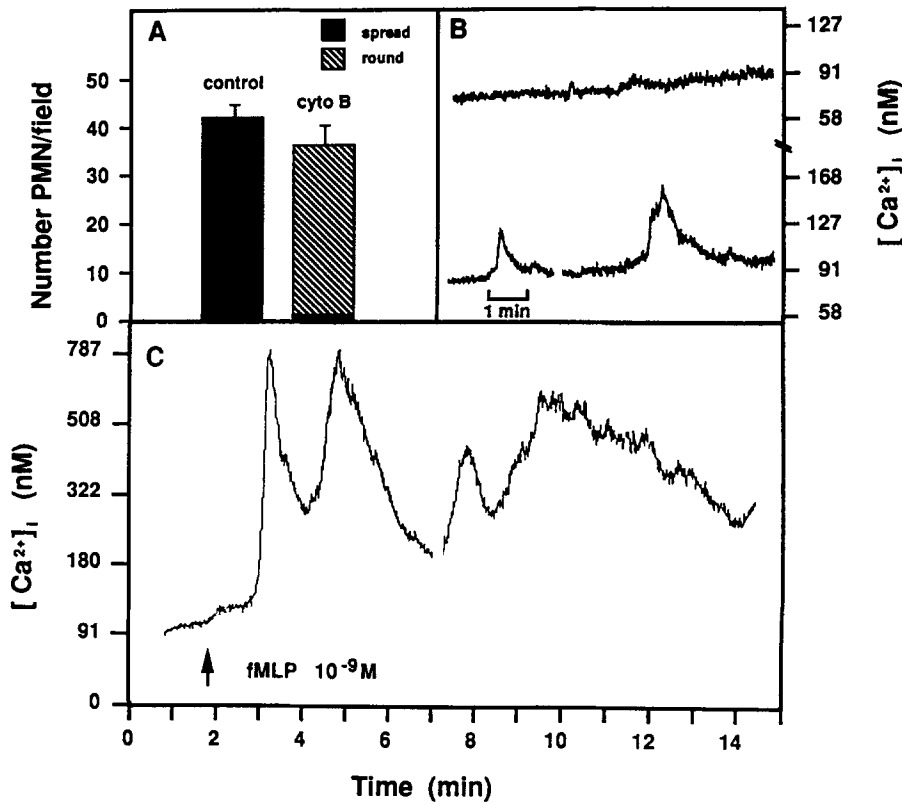 A
spread
round
control
cyto B
Number PMN/field
50
40
30
20
10
0
B
127
91
58
168
127
91
58
[Ca²⁺]ᵢ (nM)
1 min
C
787
508
322
180
91
0
[Ca²⁺]ᵢ (nM)
fMLP 10⁻⁹M
0 2 4 6 8 10 12 14
Time (min)